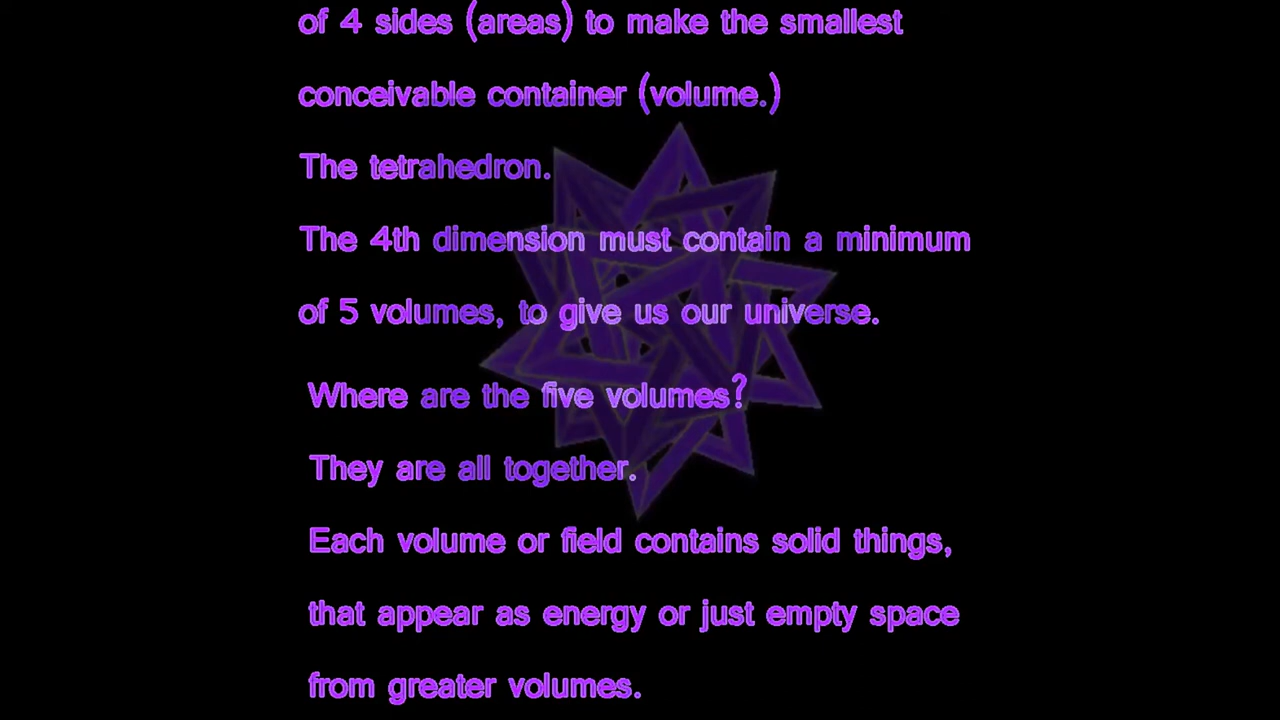 of 4 sides (areas) to make the smallest
conceivable container (volume.)
The tetrahedron.
The 4th dimension must contain a minimum
of 5 volumes, to give us our universe.
Where are the five volumes?
They are all together.
Each volume or field contains solid things,
that appear as energy or just empty space
from greater volumes.